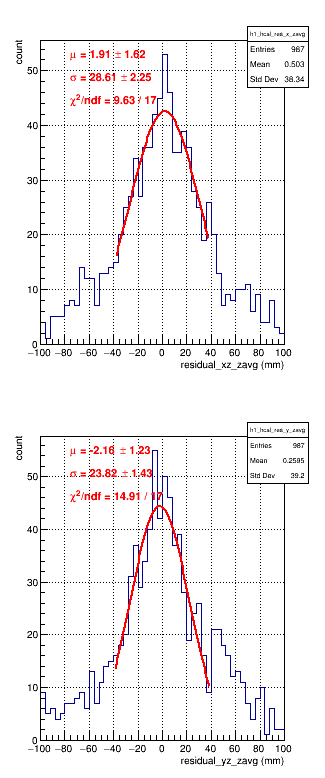 h1_hcal_res_x_zavg
Entries 987
Mean 0.503
Std Dev 38.34
μ = 1.91 ± 1.62
σ = 28.61 ± 2.25
χ²/ndf = 9.63 / 17
count
50
40
30
20
10
0
−100 −80 −60 −40 −20 0 20 40 60 80 100
residual_xz_zavg (mm)
h1_hcal_res_y_zavg
Entries 987
Mean 0.2595
Std Dev 39.2
μ = -2.16 ± 1.23
σ = 23.82 ± 1.43
χ²/ndf = 14.91 / 17
count
50
40
30
20
10
0
−100 −80 −60 −40 −20 0 20 40 60 80 100
residual_yz_zavg (mm)